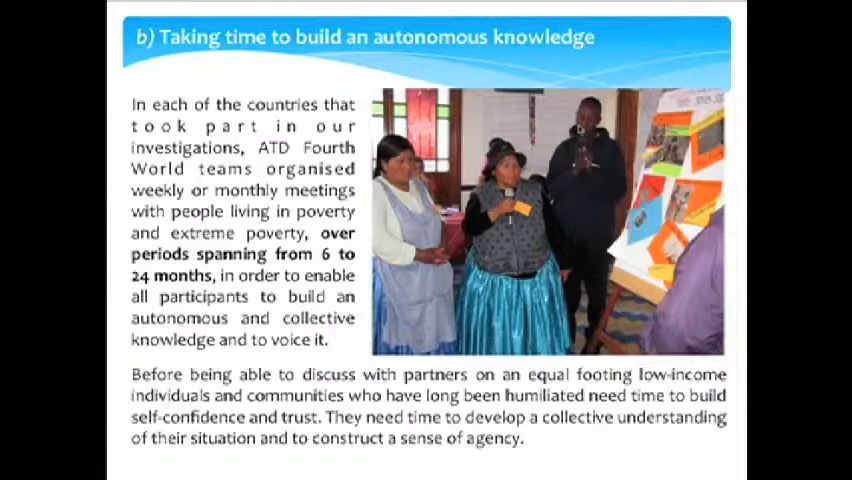 b) Taking time to build an autonomous knowledge
In each of the countries that
took part in our
investigations, ATD Fourth
World teams organised
weekly or monthly meetings
with people living in poverty
and extreme poverty, over
periods spanning from 6 to
24 months, in order to enable
all participants to build an
autonomous and collective
knowledge and to voice it.
Before being able to discuss with partners on an equal footing low-income
individuals and communities who have long been humiliated need time to build
self-confidence and trust. They need time to develop a collective understanding
of their situation and to construct a sense of agency.